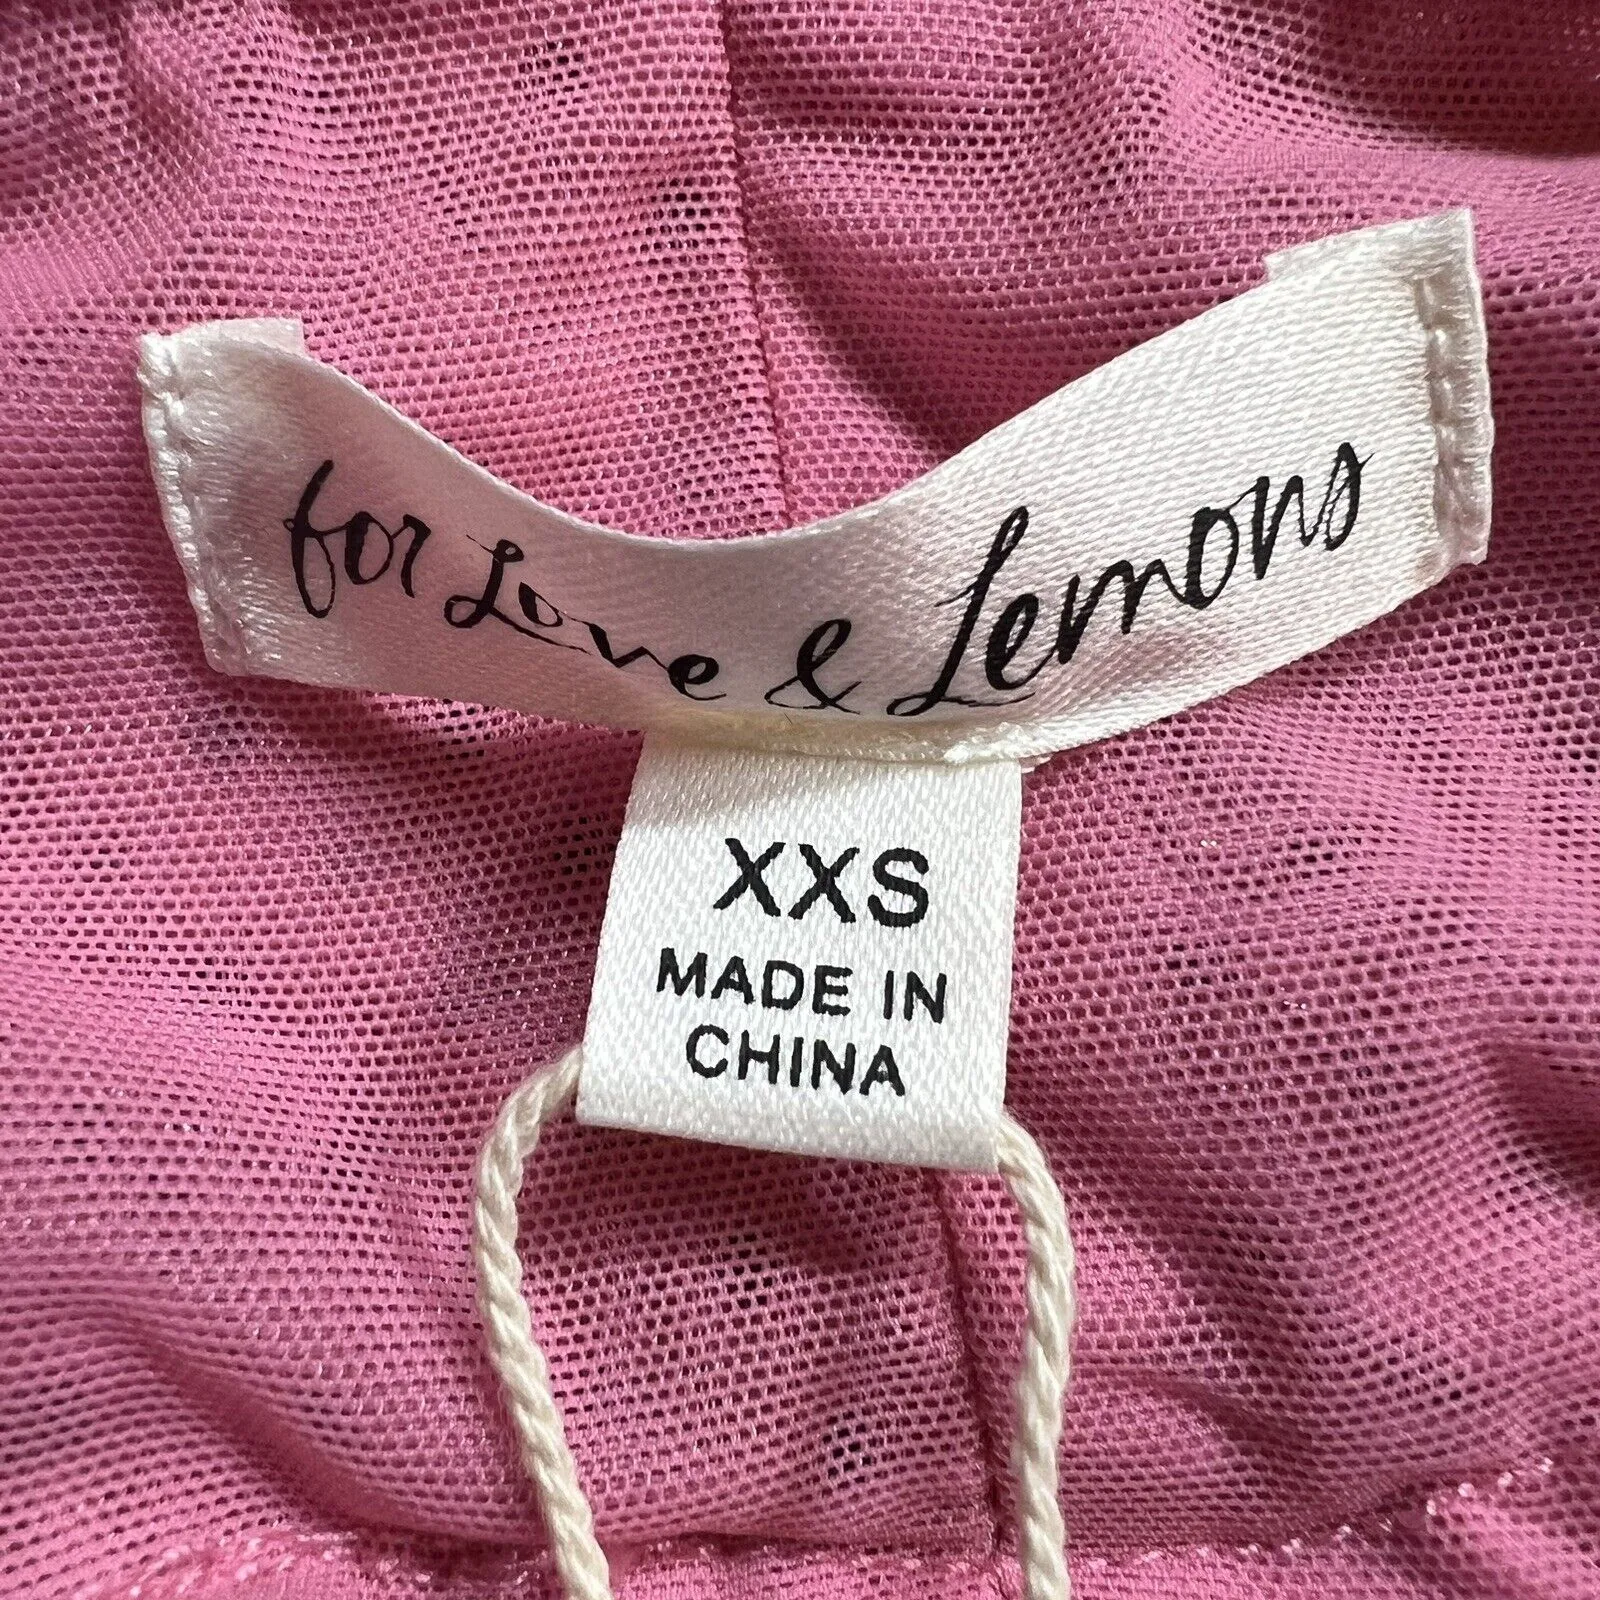 for Love & Lemons
XXS
MADE IN
CHINA